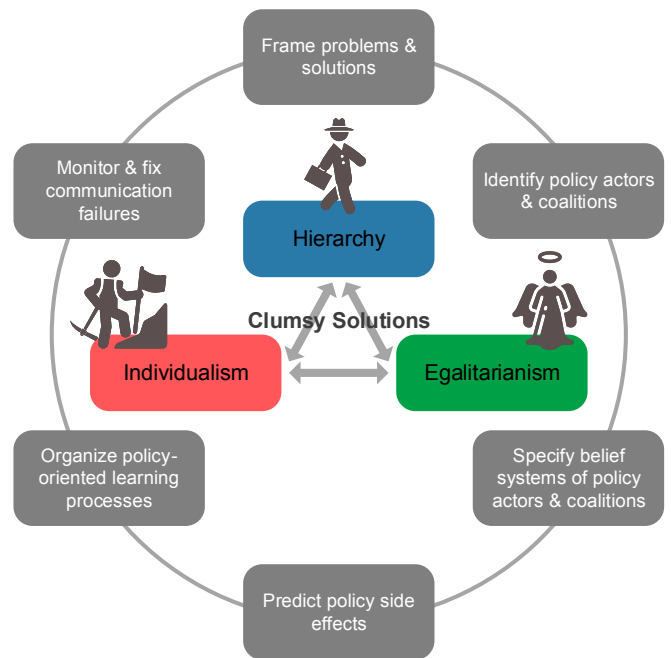 Frame problems &
solutions
Monitor & fix
communication
failures
Identify policy actors
& coalitions
Hierarchy
Clumsy Solutions
Individualism
Egalitarianism
Organize policy-
oriented learning
processes
Specify belief
systems of policy
actors & coalitions
Predict policy side
effects